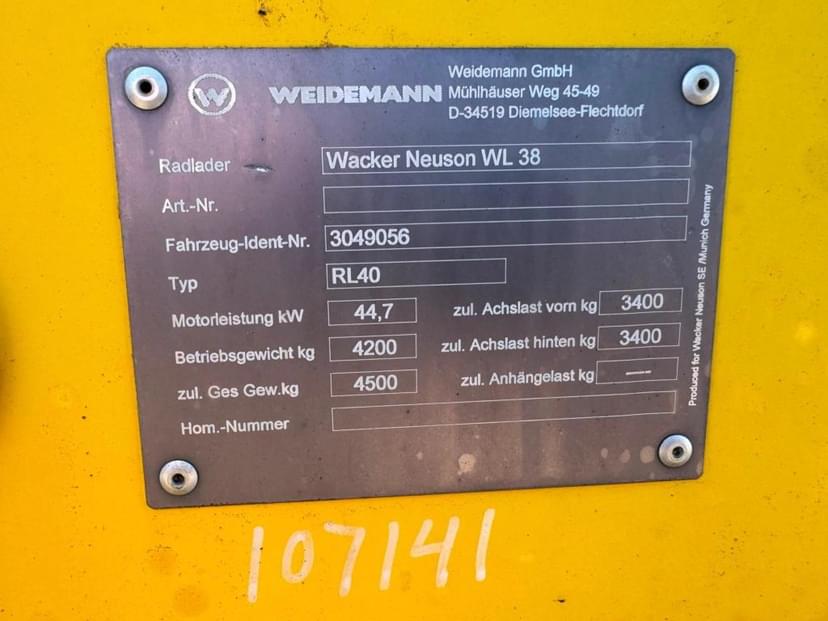 W WEIDEMANN
Weidemann GmbH
Mühlhäuser Weg 45-49
D-34519 Diemelsee-Flechtdorf
Radlader Wacker Neuson WL 38
Art.-Nr.
Fahrzeug-Ident-Nr. 3049056
Typ RL40
Motorleistung kW 44,7 zul. Achslast vorn kg 3400
Betriebsgewicht kg 4200 zul. Achslast hinten kg 3400
zul. Ges Gew.kg 4500 zul. Anhängelast kg -----
Hom.-Nummer
Produced for Wacker Neuson SE /Munich Germany
107141